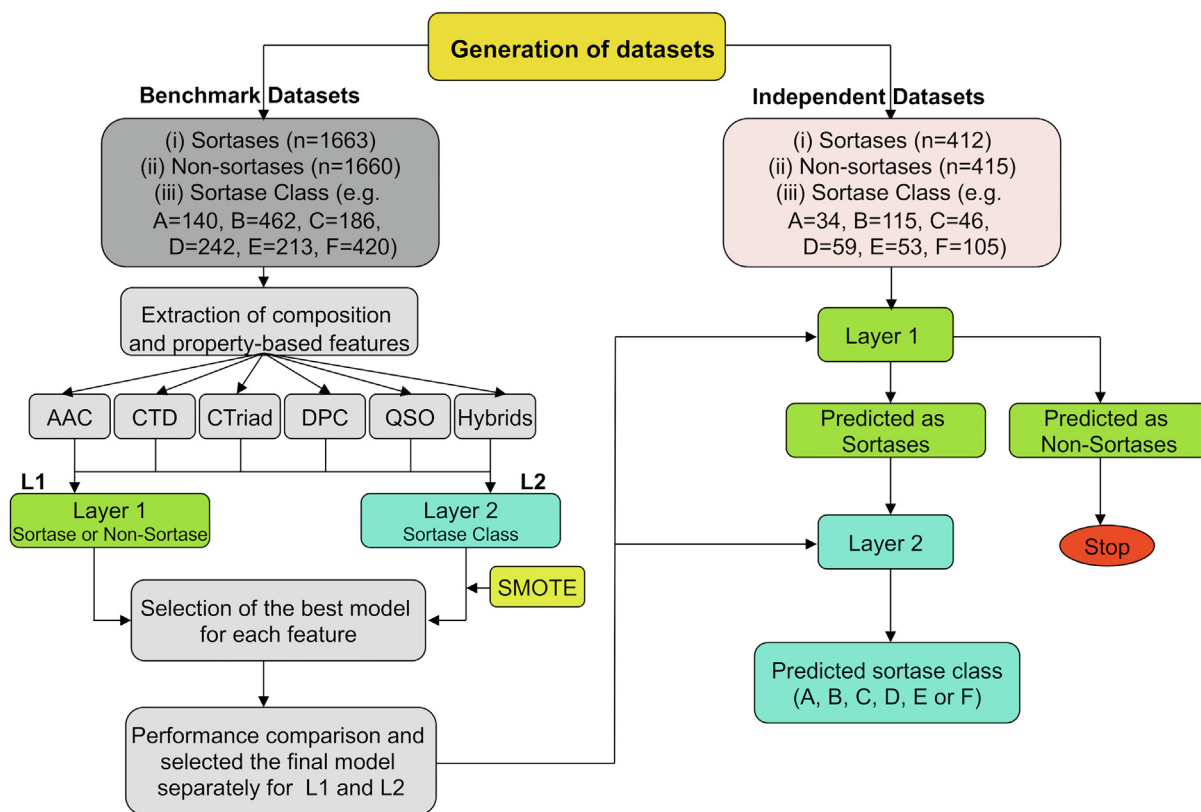 Generation of datasets
Benchmark Datasets
(i) Sortases (n=1663)
(ii) Non-sortases (n=1660)
(iii) Sortase Class (e.g.
A=140, B=462, C=186,
D=242, E=213, F=420)
Extraction of composition
and property-based features
AAC
CTD
CTriad
DPC
QSO
Hybrids
L1
L2
Layer 1
Sortase or Non-Sortase
Layer 2
Sortase Class
SMOTE
Selection of the best model
for each feature
Performance comparison and
selected the final model
separately for L1 and L2
Independent Datasets
(i) Sortases (n=412)
(ii) Non-sortases (n=415)
(iii) Sortase Class (e.g.
A=34, B=115, C=46,
D=59, E=53, F=105)
Layer 1
Predicted as
Sortases
Predicted as
Non-Sortases
Layer 2
Stop
Predicted sortase class
(A, B, C, D, E or F)